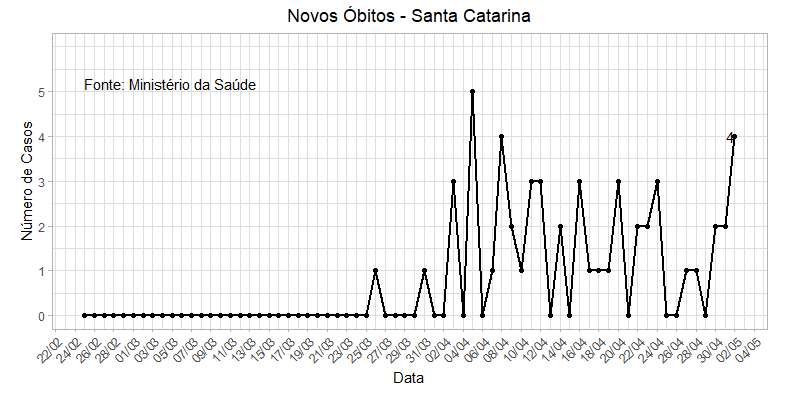 Novos Óbitos - Santa Catarina
Fonte: Ministério da Saúde
Número de Casos
5
4
3
2
1
0
4
22/02 24/02 26/02 28/02 01/03 03/03 05/03 07/03 09/03 11/03 13/03 15/03 17/03 19/03 21/03 23/03 25/03 27/03 29/03 31/03 02/04 04/04 06/04 08/04 10/04 12/04 14/04 16/04 18/04 20/04 22/04 24/04 26/04 28/04 30/04 02/05 04/05
Data